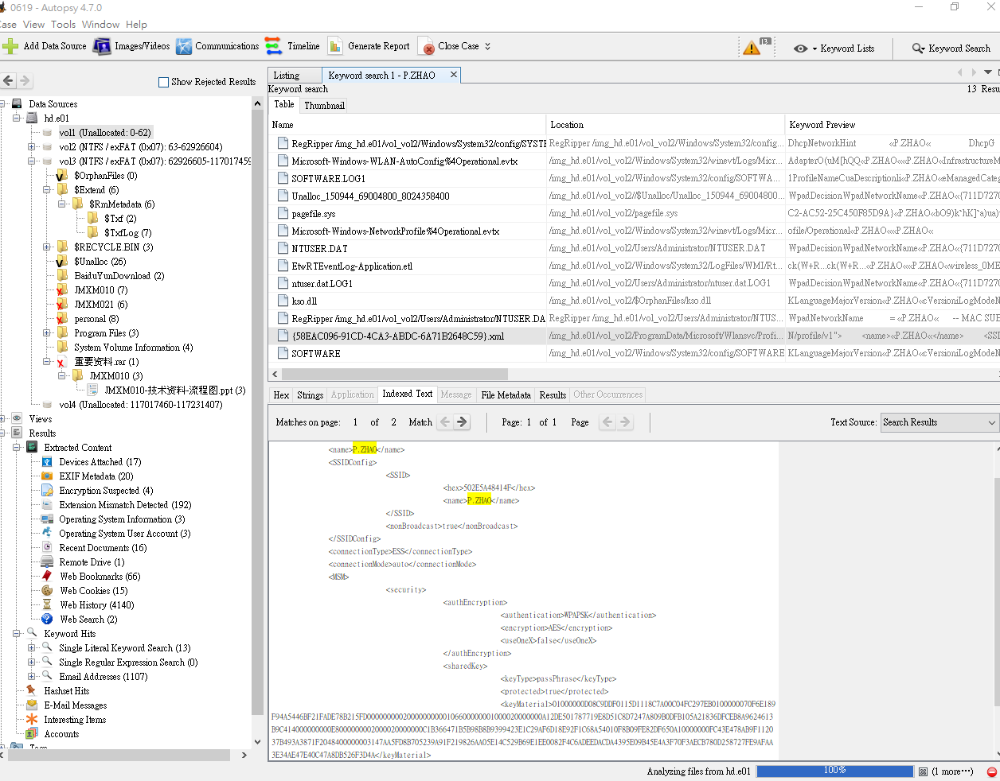 0619 - Autopsy 4.7.0
Case View Tools Window Help
Add Data Source Images/Videos Communications Timeline Generate Report Close Case 13 Keyword Lists Keyword Search
Show Rejected Results
Data Sources
hd.e01
vol1 (Unallocated: 0-62)
vol2 (NTFS / exFAT (0x07): 63-62926604)
vol3 (NTFS / exFAT (0x07): 62926605-117017459
$OrphanFiles (0)
$Extend (6)
$RmMetadata (6)
$Txf (2)
$TxfLog (7)
$RECYCLE.BIN (3)
$Unalloc (26)
BaiduYunDownload (2)
JMXM010 (7)
JMXM021 (6)
personal (8)
Program Files (3)
System Volume Information (4)
重要资料.rar (1)
JMXM010 (3)
JMXM010-技术资料-流程图.ppt (3)
vol4 (Unallocated: 117017460-117231407)
Views
Results
Extracted Content
Devices Attached (17)
EXIF Metadata (20)
Encryption Suspected (4)
Extension Mismatch Detected (192)
Operating System Information (3)
Operating System User Account (3)
Recent Documents (16)
Remote Drive (1)
Web Bookmarks (66)
Web Cookies (15)
Web History (4140)
Web Search (2)
Keyword Hits
Single Literal Keyword Search (13)
Single Regular Expression Search (0)
Email Addresses (1107)
Hashset Hits
E-Mail Messages
Interesting Items
Accounts
Tags
Listing Keyword search 1 - P.ZHAO
Keyword search 13 Resu
Table Thumbnail
Name Location Keyword Preview
RegRipper /img_hd.e01/vol_vol2/Windows/System32/config/SYSTE RegRipper /img_hd.e01/vol_vol2/Windows/System32/config... DhcpNetworkHint «P.ZHAO« DhcpG
Microsoft-Windows-WLAN-AutoConfig%4Operational.evtx /img_hd.e01/vol_vol2/Windows/System32/winevt/Logs/Micr... AdapterO(uM[hQQ«P.ZHAO««P.ZHAO«InfrastructureM
SOFTWARE.LOG1 /img_hd.e01/vol_vol2/Windows/System32/config/SOFTWA... 1ProfileNameCuaDescriptionli«P.ZHAO«eManagedCateg
Unalloc_150944_69004800_8024358400 /img_hd.e01/vol_vol2//$Unalloc/Unalloc_150944_6900480... WpadDecisionWpadNetworkName«P.ZHAO«{711D7270
pagefile.sys /img_hd.e01/vol_vol2/pagefile.sys C2-AC52-25C450F85D9A}«P.ZHAO«bO9)k˜hK]˜a)ua)
Microsoft-Windows-NetworkProfile%4Operational.evtx /img_hd.e01/vol_vol2/Windows/System32/winevt/Logs/Micr... ofile/Operational«P.ZHAO««P.ZHAO«
NTUSER.DAT /img_hd.e01/vol_vol2/Users/Administrator/NTUSER.DAT WpadDecisionWpadNetworkName«P.ZHAO«{711D7270
EtwRTEventLog-Application.etl /img_hd.e01/vol_vol2/Windows/System32/LogFiles/WMI/Rt... ck(W+R...ck(W+R...«P.ZHAO««P.ZHAO«wireless_0ME
ntuser.dat.LOG1 /img_hd.e01/vol_vol2/Users/Administrator/ntuser.dat.LOG1 WpadDecisionWpadNetworkName«P.ZHAO«{711D7270
kso.dll /img_hd.e01/vol_vol2/$OrphanFiles/kso.dll KLanguageMajorVersion«P.ZHAO«cVersioniLogModeN
RegRipper /img_hd.e01/vol_vol2/Users/Administrator/NTUSER.DA RegRipper /img_hd.e01/vol_vol2/Users/Administrator/NTUS... WpadNetworkName = «P.ZHAO« -- MAC SUB
{58EAC096-91CD-4CA3-ABDC-6A71B2648C59}.xml /img_hd.e01/vol_vol2/ProgramData/Microsoft/Wlansvc/Profi... N/profile/v1"> <name>«P.ZHAO«</name> <SS
SOFTWARE /img_hd.e01/vol_vol2/Windows/System32/config/SOFTWARE KLanguageMajorVersion«P.ZHAO«cVersioniLogModeN
Hex Strings Application Indexed Text Message File Metadata Results Other Occurrences
Matches on page: 1 of 2 Match Page: 1 of 1 Page Text Source: Search Results
<name>P.ZHAO</name>
<SSIDConfig>
<SSID>
<hex>502E5A48414F</hex>
<name>P.ZHAO</name>
</SSID>
<nonBroadcast>true</nonBroadcast>
</SSIDConfig>
<connectionType>ESS</connectionType>
<connectionMode>auto</connectionMode>
<MSM>
<security>
<authEncryption>
<authentication>WPAPSK</authentication>
<encryption>AES</encryption>
<useOneX>false</useOneX>
</authEncryption>
<sharedKey>
<keyType>passPhrase</keyType>
<protected>true</protected>
<keyMaterial>01000000D08C9DDF0115D1118C7A00C04FC297EB0100000070F6E189
F94A5446BF21FADE78B215FD0000000002000000000010660000000100002000000A12DE501787719E8D51C8D7247A809B0DFB105A21836DFCEB8A9624613
B9C414000000000E8000000002000020000000C1B366471B5B98B8B9399423E1C29AF6D18E92F1C68A54010F8B09FE82DF650A10000000FC43E478AB9F1120
37B493A3871F2048400000003147AA5FD8B705239A91F219826AA05E14C529B69E1EE0082F4C6ADEEDACDA4395E09B45E4A3F70F3AECB780D258727FE9AFAA
3E34AE47E40C47A8DB526F3D4A</keyMaterial>
Analyzing files from hd.e01 100% (1 more...)